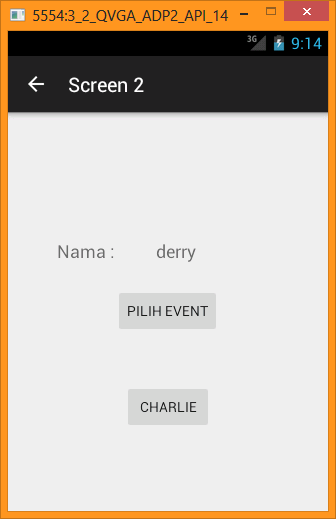 5554:3_2_QVGA_ADP2_API_14
3G 9:14
Screen 2
Nama : derry
PILIH EVENT
CHARLIE